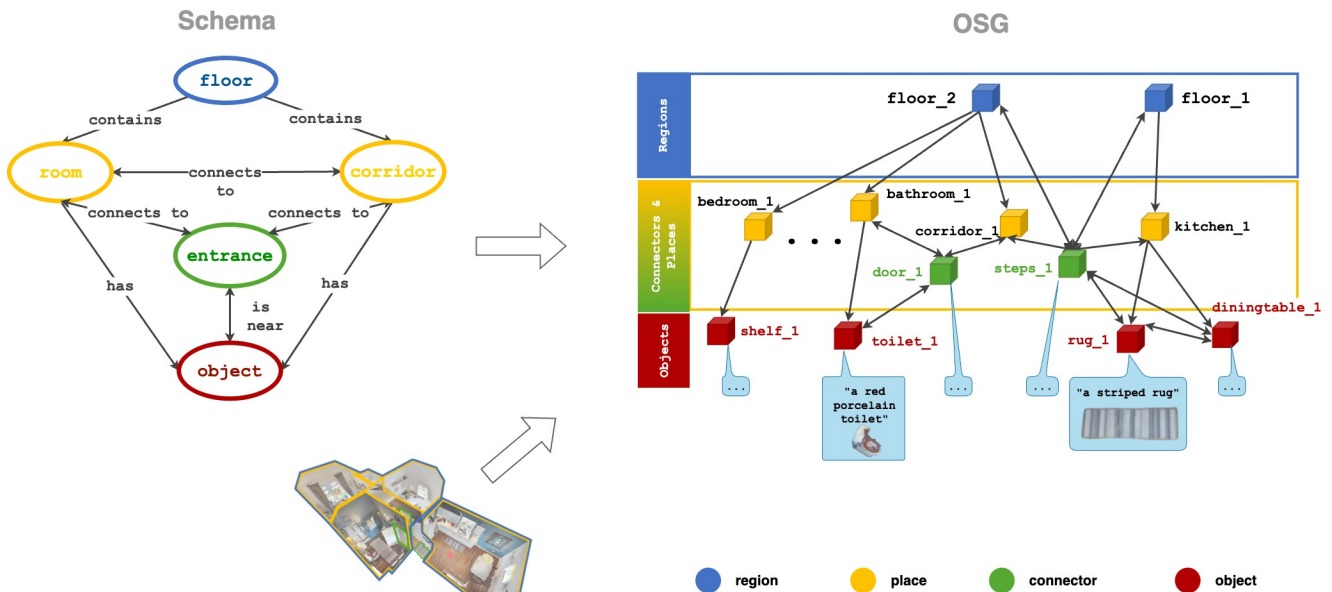 Schema
OSG
floor
contains
contains
room
connects
to
corridor
connects to
connects to
entrance
has
has
is
near
object
Regions
floor_2
floor_1
Connectors &
Places
bedroom_1
bathroom_1
corridor_1
kitchen_1
door_1
steps_1
Objects
shelf_1
toilet_1
rug_1
diningtable_1
...
"a red
porcelain
toilet"
...
...
"a striped rug"
...
region
place
connector
object